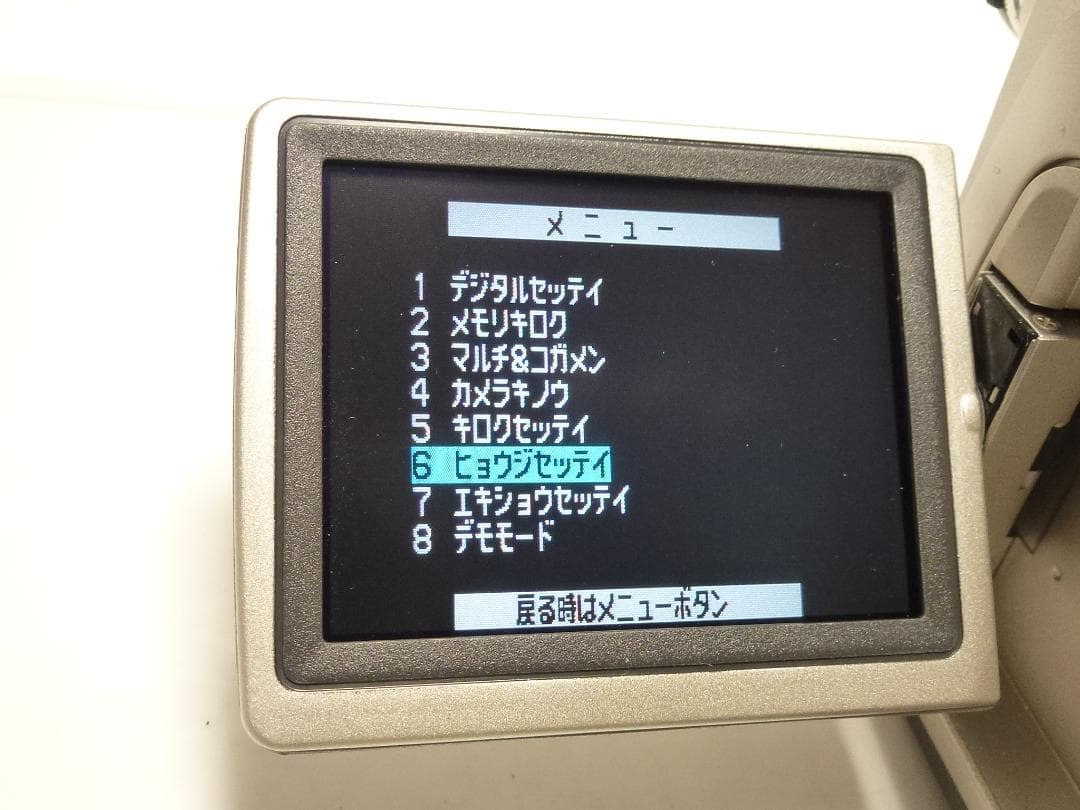 メニュー
1 デジタルセッテイ
2 メモリキロク
3 マルチ&コガメン
4 カメラキノウ
5 キロクセッテイ
6 ヒョウジセッテイ
7 エキショウセッテイ
8 デモモード
戻る時はメニューボタン